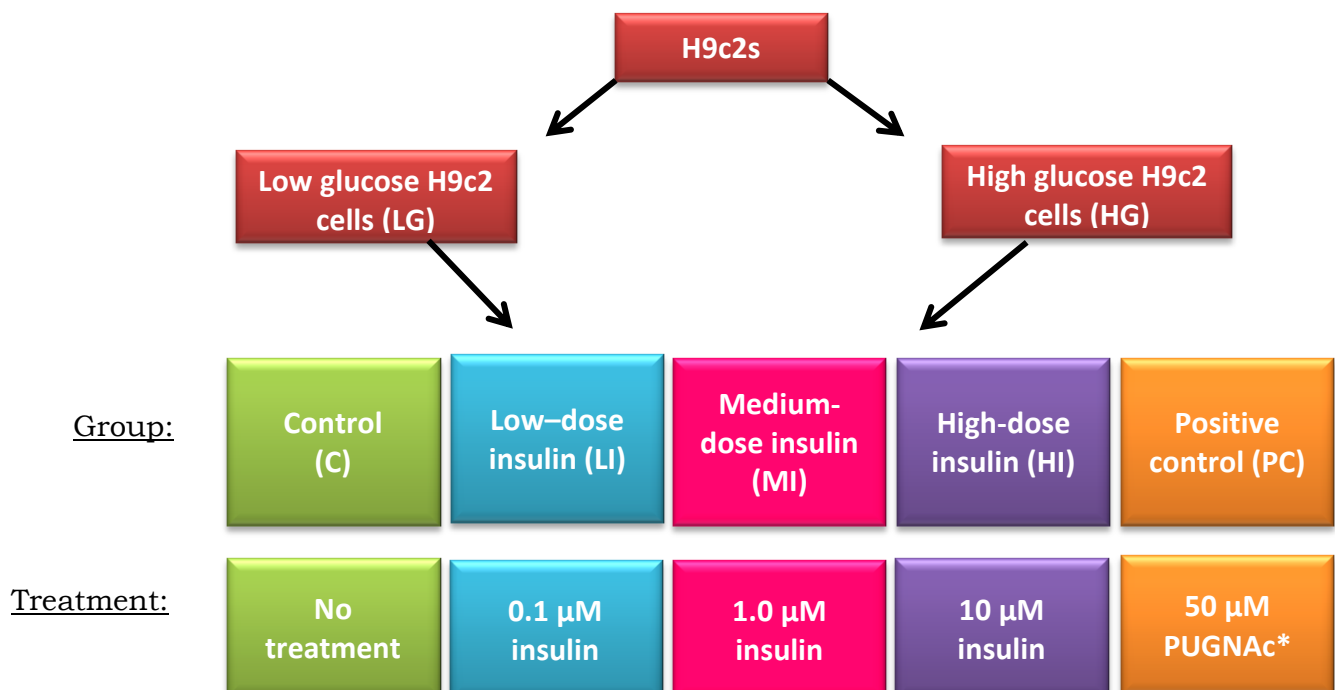 H9c2s
Low glucose H9c2
cells (LG)
High glucose H9c2
cells (HG)
Group:
Control
(C)
Low–dose
insulin (LI)
Medium-
dose insulin
(MI)
High-dose
insulin (HI)
Positive
control (PC)
Treatment:
No
treatment
0.1 µM
insulin
1.0 µM
insulin
10 µM
insulin
50 µM
PUGNAc*